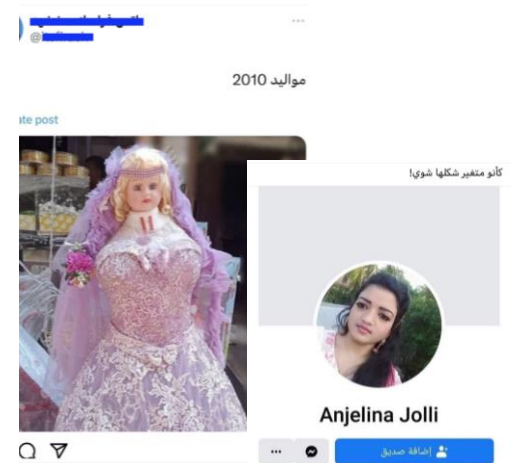 @
مواليد 2010
ate post
كأنو متغير شكلها شوي!
Anjelina Jolli
إضافة صديق